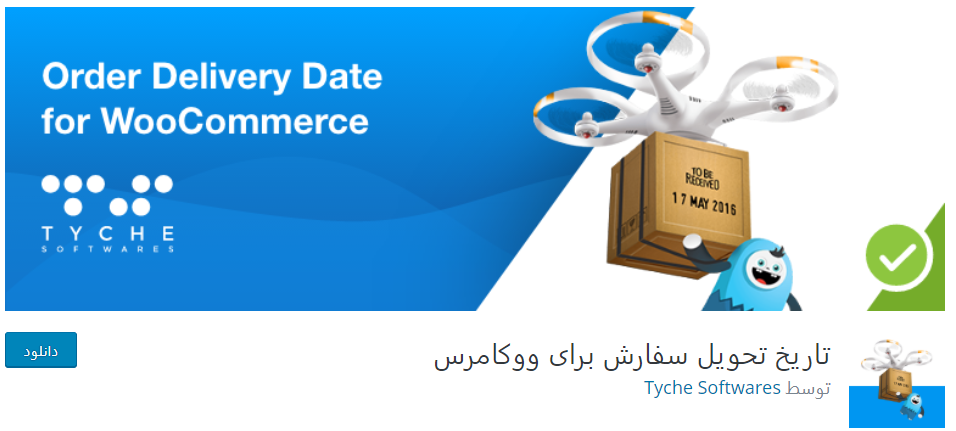 Order Delivery Date
for WooCommerce
TYCHE
SOFTWARES
TO BE
RECEIVED
17 MAY 2016
تاریخ تحویل سفارش برای ووکامرس
توسط Tyche Softwares
دانلود